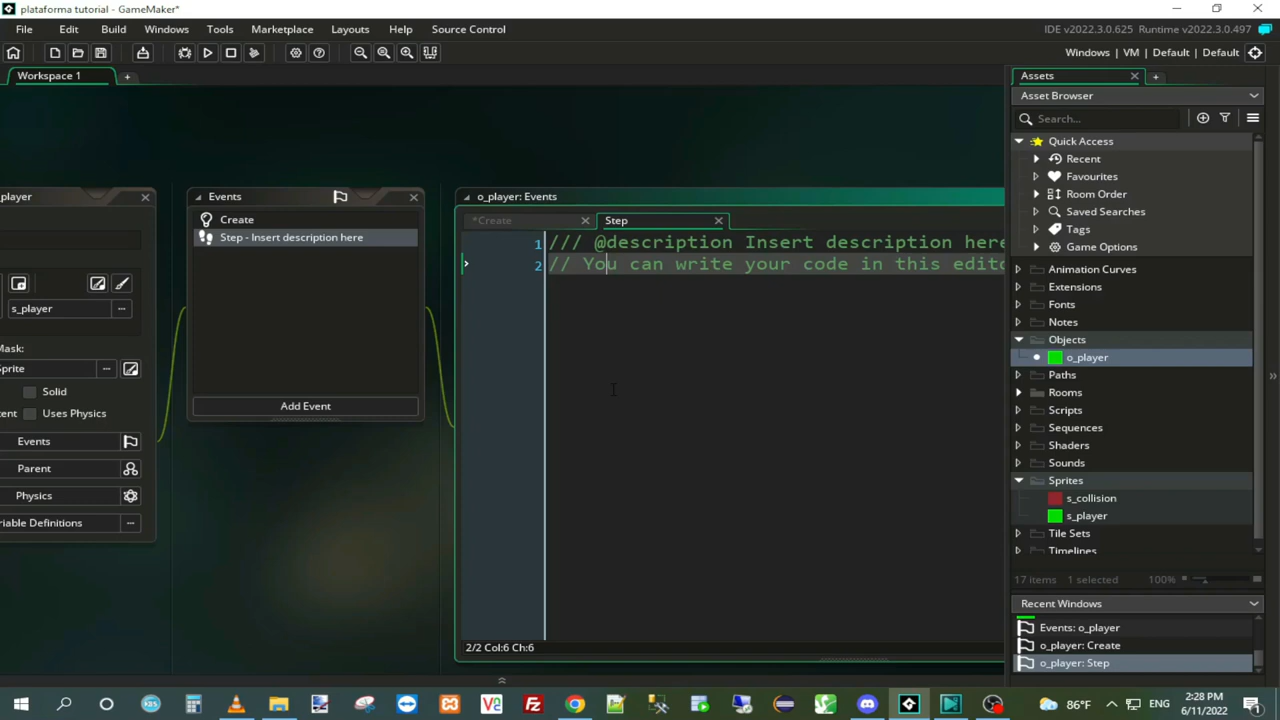 plataforma tutorial - GameMaker*
File Edit Build Windows Tools Marketplace Layouts Help Source Control
IDE v2022.3.0.625 Runtime v2022.3.0.497
Windows | VM | Default | Default
Workspace 1
Assets
Asset Browser
Search...
Quick Access
Recent
Favourites
Room Order
Saved Searches
Tags
Game Options
Animation Curves
Extensions
Fonts
Notes
Objects
o_player
Paths
Rooms
Scripts
Sequences
Shaders
Sounds
Sprites
s_collision
s_player
Tile Sets
Timelines
17 items 1 selected 100%
Recent Windows
Events: o_player
o_player: Create
o_player: Step
player
s_player
Mask:
Sprite
Solid
Uses Physics
Events
Parent
Physics
riable Definitions
Events
Create
Step - Insert description here
Add Event
o_player: Events
*Create
Step
1 /// @description Insert description here
2 // You can write your code in this edito
2/2 Col:6 Ch:6
86°F
ENG
2:28 PM
6/11/2022